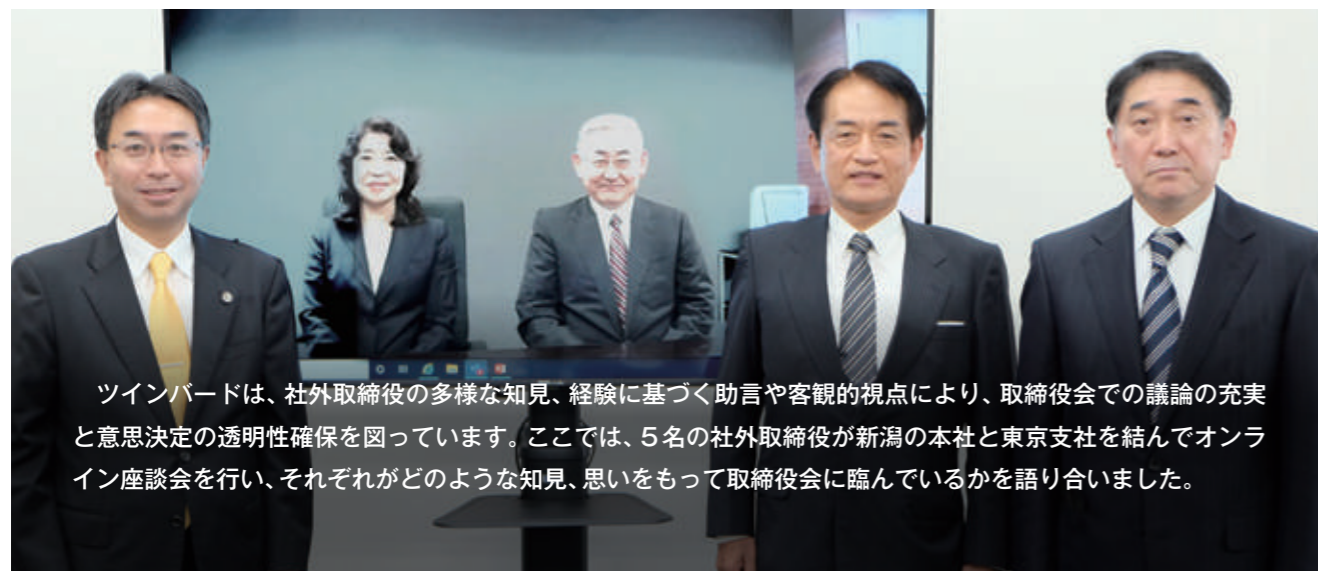 ツインバードは、社外取締役の多様な知見、経験に基づく助言や客観的視点により、取締役会での議論の充実
と意思決定の透明性確保を図っています。ここでは、5名の社外取締役が新潟の本社と東京支社を結んでオンラ
イン座談会を行い、それぞれがどのような知見、思いをもって取締役会に臨んでいるかを語り合いました。